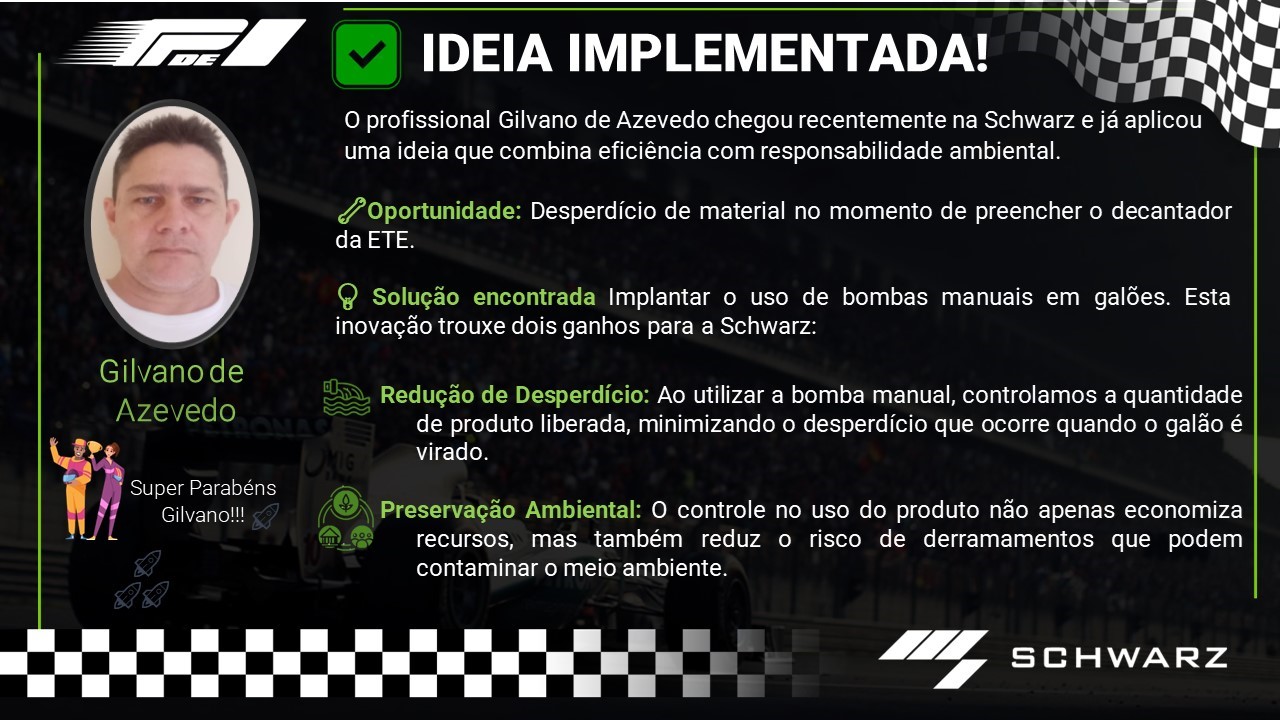 P DE I
IDEIA IMPLEMENTADA!
O profissional Gilvano de Azevedo chegou recentemente na Schwarz e já aplicou
uma ideia que combina eficiência com responsabilidade ambiental.
Oportunidade: Desperdício de material no momento de preencher o decantador
da ETE.
Solução encontrada Implantar o uso de bombas manuais em galões. Esta
inovação trouxe dois ganhos para a Schwarz:
Redução de Desperdício: Ao utilizar a bomba manual, controlamos a quantidade
de produto liberada, minimizando o desperdício que ocorre quando o galão é
virado.
Preservação Ambiental: O controle no uso do produto não apenas economiza
recursos, mas também reduz o risco de derramamentos que podem
contaminar o meio ambiente.
Gilvano de
Azevedo
Super Parabéns
Gilvano!!!
SCHWARZ